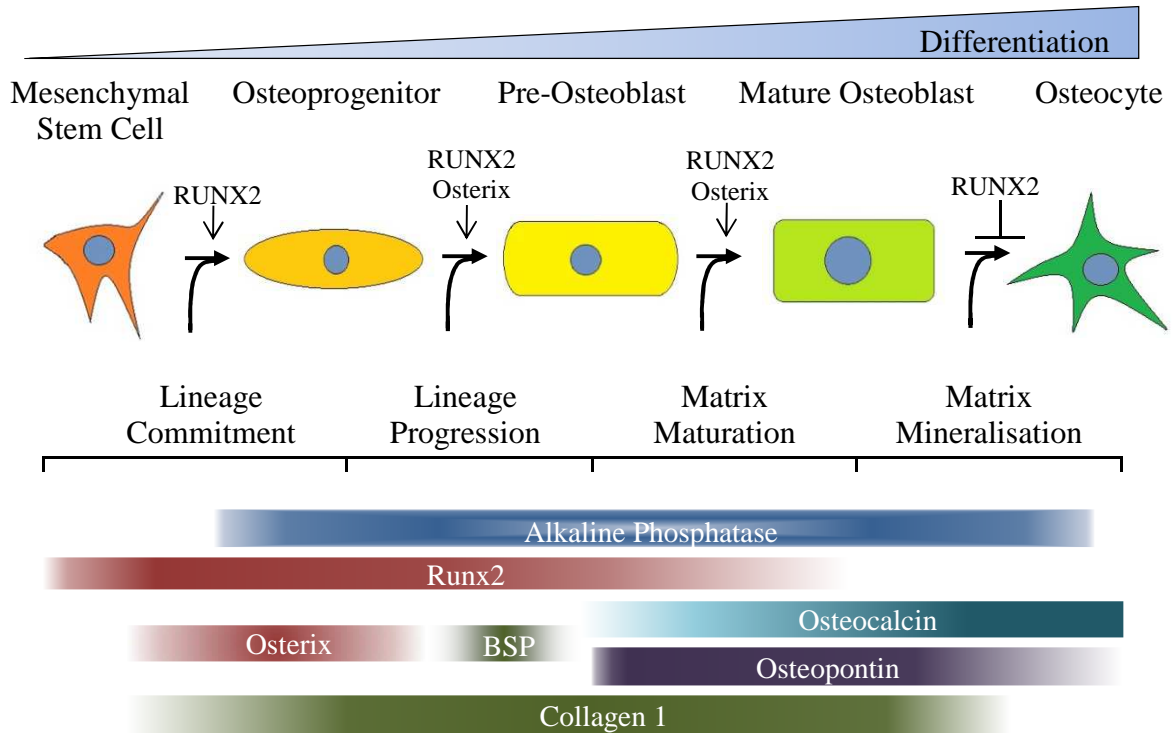 Differentiation
Mesenchymal
Stem Cell
Osteoprogenitor
Pre-Osteoblast
Mature Osteoblast
Osteocyte
RUNX2
RUNX2
Osterix
RUNX2
Osterix
RUNX2
Lineage
Commitment
Lineage
Progression
Matrix
Maturation
Matrix
Mineralisation
Alkaline Phosphatase
Runx2
Osteocalcin
Osterix
BSP
Osteopontin
Collagen 1